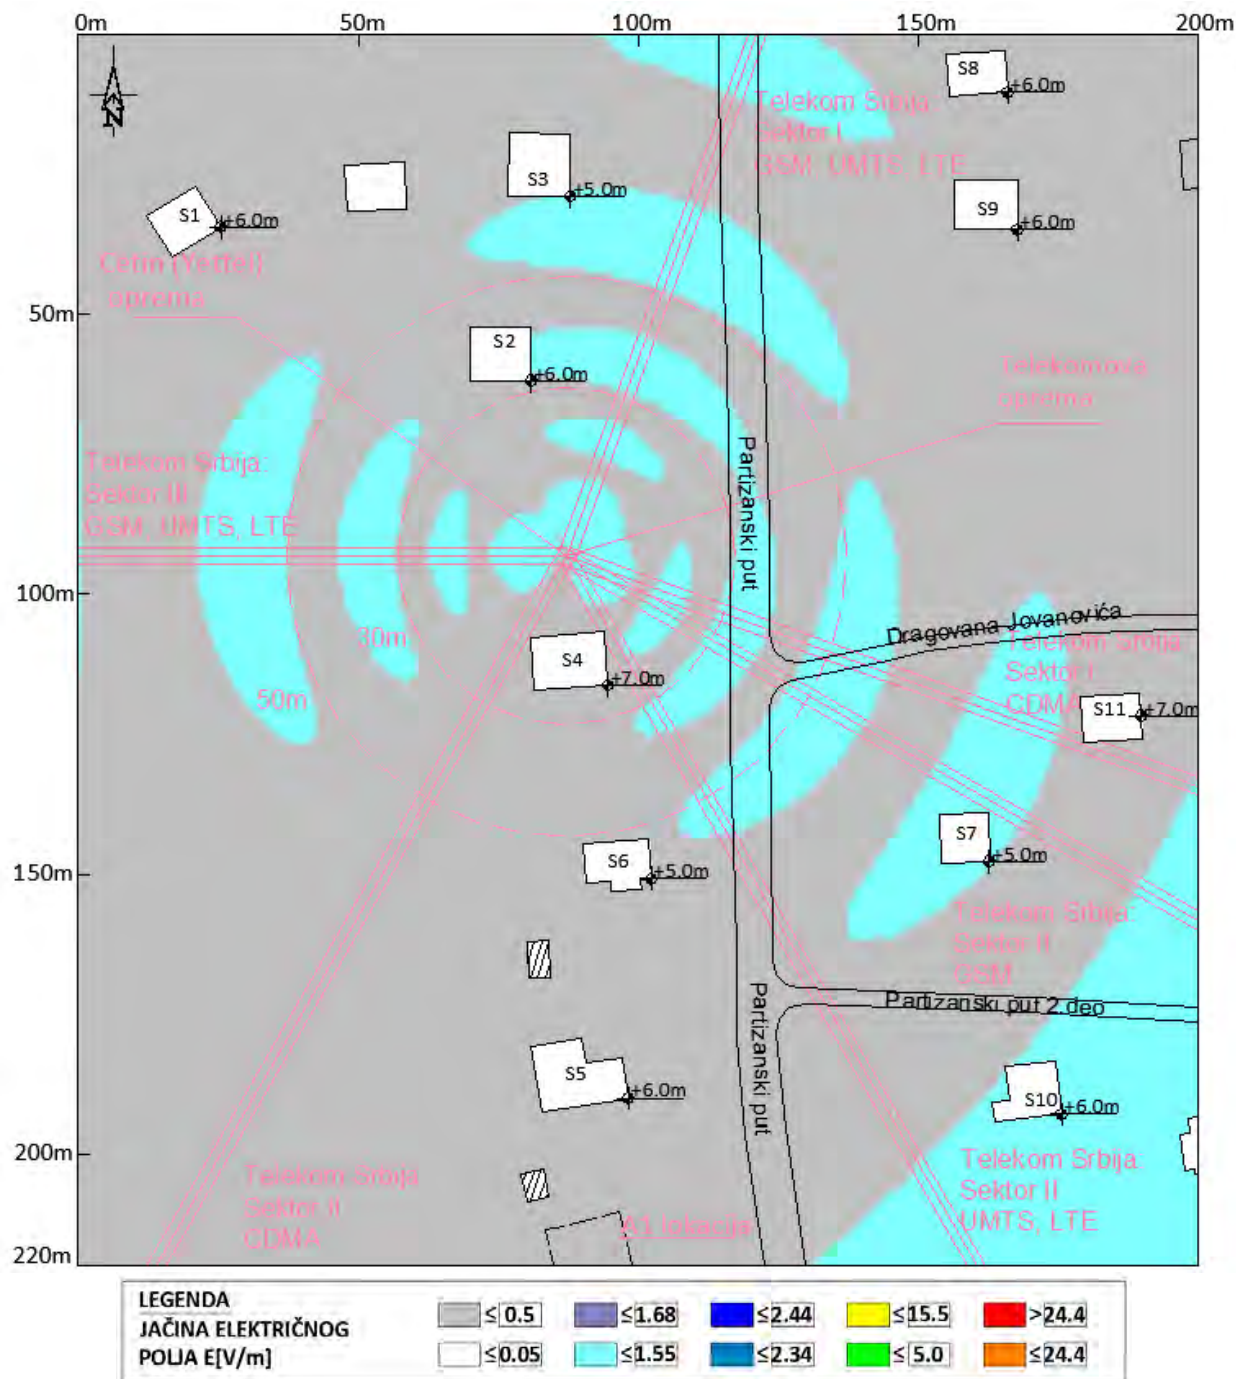 0m
50m
100m
150m
200m
N
S8
+6.0m
Telekom Srbija:
Sektor I
GSM, UMTS, LTE
S3
+5.0m
S1
+6.0m
S9
+6.0m
Cetin (Yettel)
oprema
50m
S2
+6.0m
Telekomova
oprema
Partizanski put
Telekom Srbija:
Sektor III
GSM, UMTS, LTE
100m
Dragovana Jovanovića
30m
Telekom Srbija:
Sektor I
CDMA
S4
+7.0m
50m
S11
+7.0m
S7
+5.0m
150m
S6
+5.0m
Telekom Srbija:
Sektor II
GSM
Partizanski put 2.deo
Partizanski put
S5
+6.0m
S10
+6.0m
200m
Telekom Srbija:
Sektor II
CDMA
Telekom Srbija:
Sektor II
UMTS, LTE
A1 lokacija
220m
LEGENDA
JAČINA ELEKTRIČNOG
POLJA E[V/m]
≤0.5
≤1.68
≤2.44
≤15.5
>24.4
≤0.05
≤1.55
≤2.34
≤5.0
≤24.4